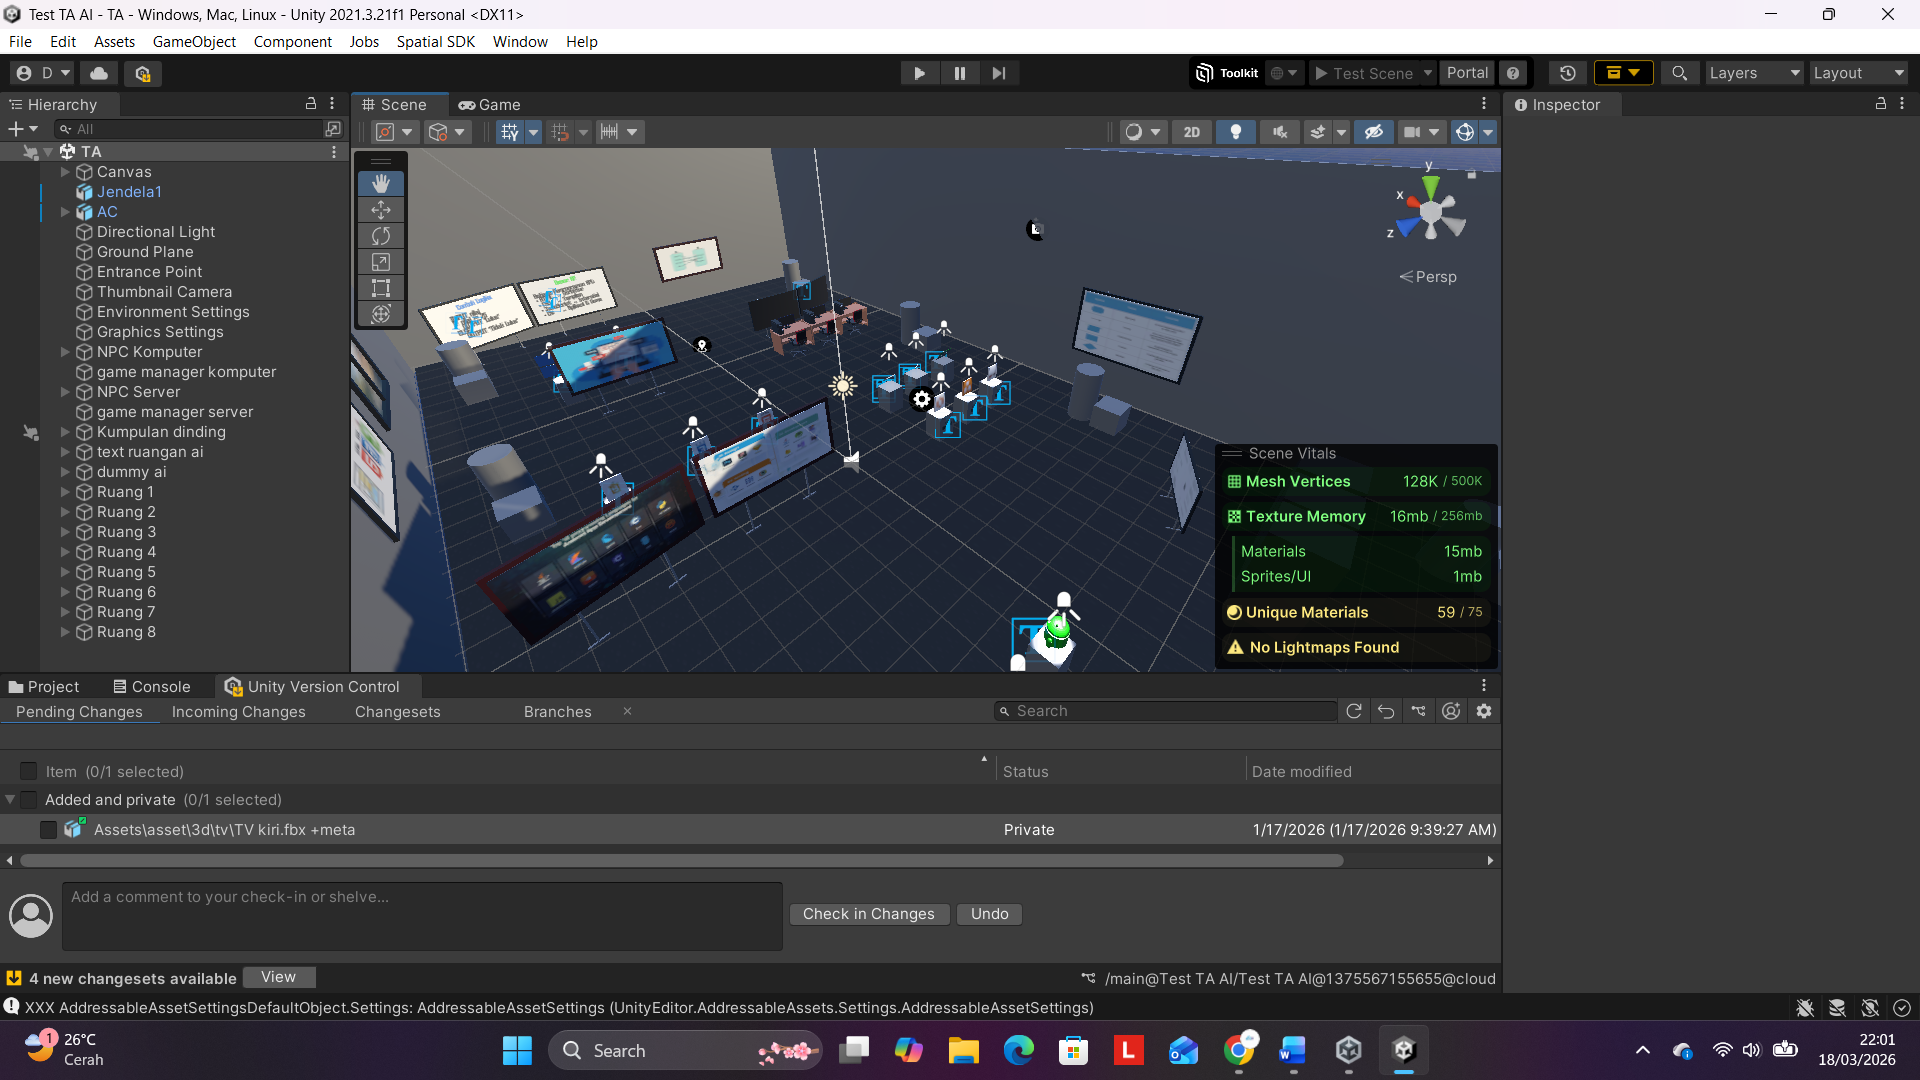 Test TA AI - TA - Windows, Mac, Linux - Unity 2021.3.21f1 Personal <DX11>
File Edit Assets GameObject Component Jobs Spatial SDK Window Help
D Toolkit Test Scene Portal Layers Layout
Hierarchy
All
TA
Canvas
Jendela1
AC
Directional Light
Ground Plane
Entrance Point
Thumbnail Camera
Environment Settings
Graphics Settings
NPC Komputer
game manager komputer
NPC Server
game manager server
Kumpulan dinding
text ruangan ai
dummy ai
Ruang 1
Ruang 2
Ruang 3
Ruang 4
Ruang 5
Ruang 6
Ruang 7
Ruang 8
Scene Game
2D
y
x
z
Persp
Scene Vitals
Mesh Vertices 128K / 500K
Texture Memory 16mb / 256mb
Materials 15mb
Sprites/UI 1mb
Unique Materials 59 / 75
No Lightmaps Found
Inspector
Project Console Unity Version Control
Pending Changes Incoming Changes Changesets Branches
Search
Item (0/1 selected) Status Date modified
Added and private (0/1 selected)
Assets\asset\3d\tv\TV kiri.fbx +meta Private 1/17/2026 (1/17/2026 9:39:27 AM)
Add a comment to your check-in or shelve...
Check in Changes Undo
4 new changesets available View
/main@Test TA AI/Test TA AI@1375567155655@cloud
XXX AddressableAssetSettingsDefaultObject.Settings: AddressableAssetSettings (UnityEditor.AddressableAssets.Settings.AddressableAssetSettings)
1
26°C
Cerah
Search
L
22:01
18/03/2026